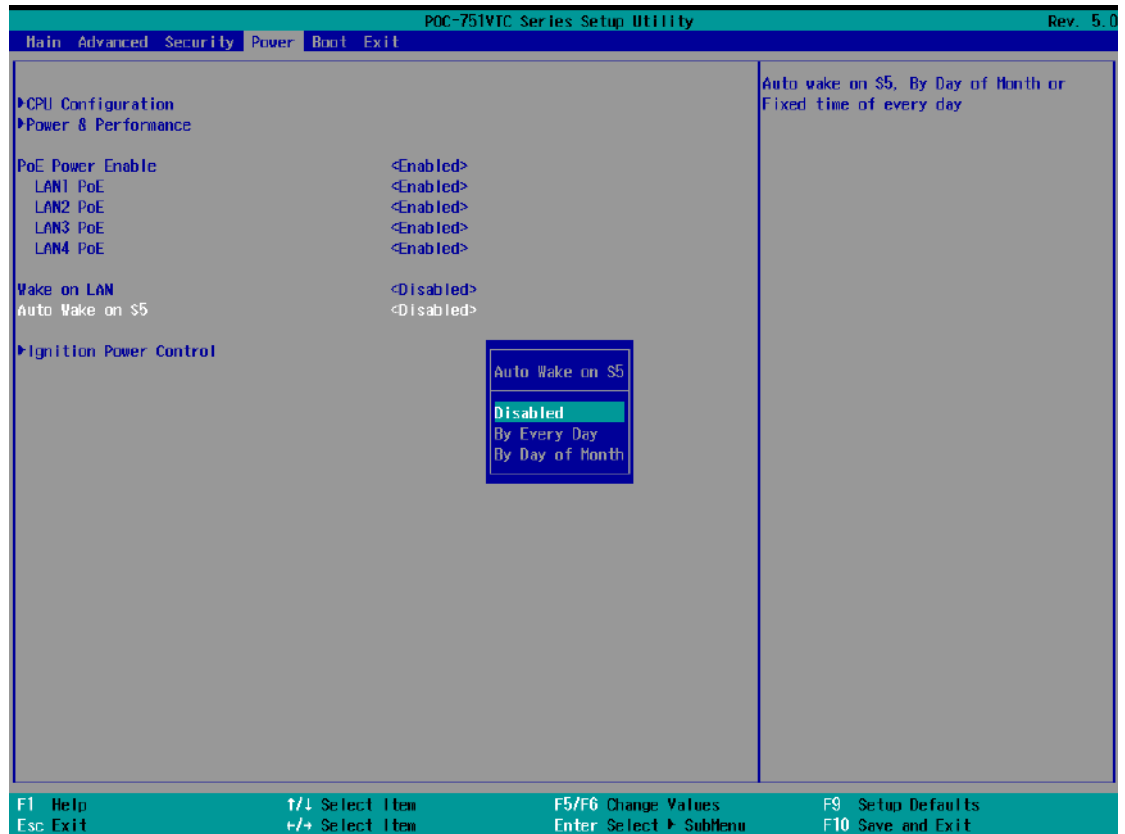 POC-751VTC Series Setup Utility Rev. 5.0
Main Advanced Security Power Boot Exit
Auto wake on S5, By Day of Month or
Fixed time of every day
▶CPU Configuration
▶Power & Performance
PoE Power Enable <Enabled>
LAN1 PoE <Enabled>
LAN2 PoE <Enabled>
LAN3 PoE <Enabled>
LAN4 PoE <Enabled>
Wake on LAN <Disabled>
Auto Wake on S5 <Disabled>
▶Ignition Power Control
Auto Wake on S5
Disabled
By Every Day
By Day of Month
F1 Help ↑/↓ Select Item F5/F6 Change Values F9 Setup Defaults
Esc Exit ←/→ Select Item Enter Select ▶ SubMenu F10 Save and Exit